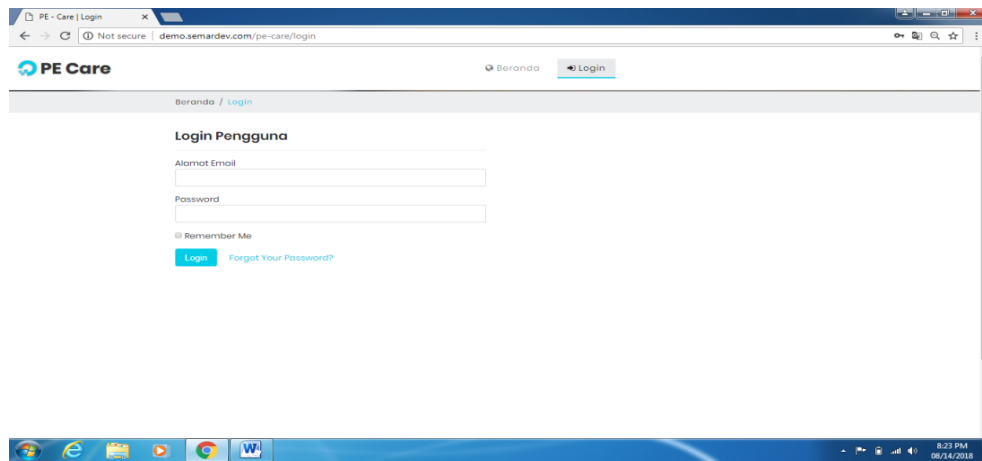 PE - Care | Login
Not secure | demo.semardev.com/pe-care/login
PE Care
Beranda
Login
Beranda / Login
Login Pengguna
Alamat Email
Password
Remember Me
Login Forgot Your Password?
8:23 PM
08/14/2018